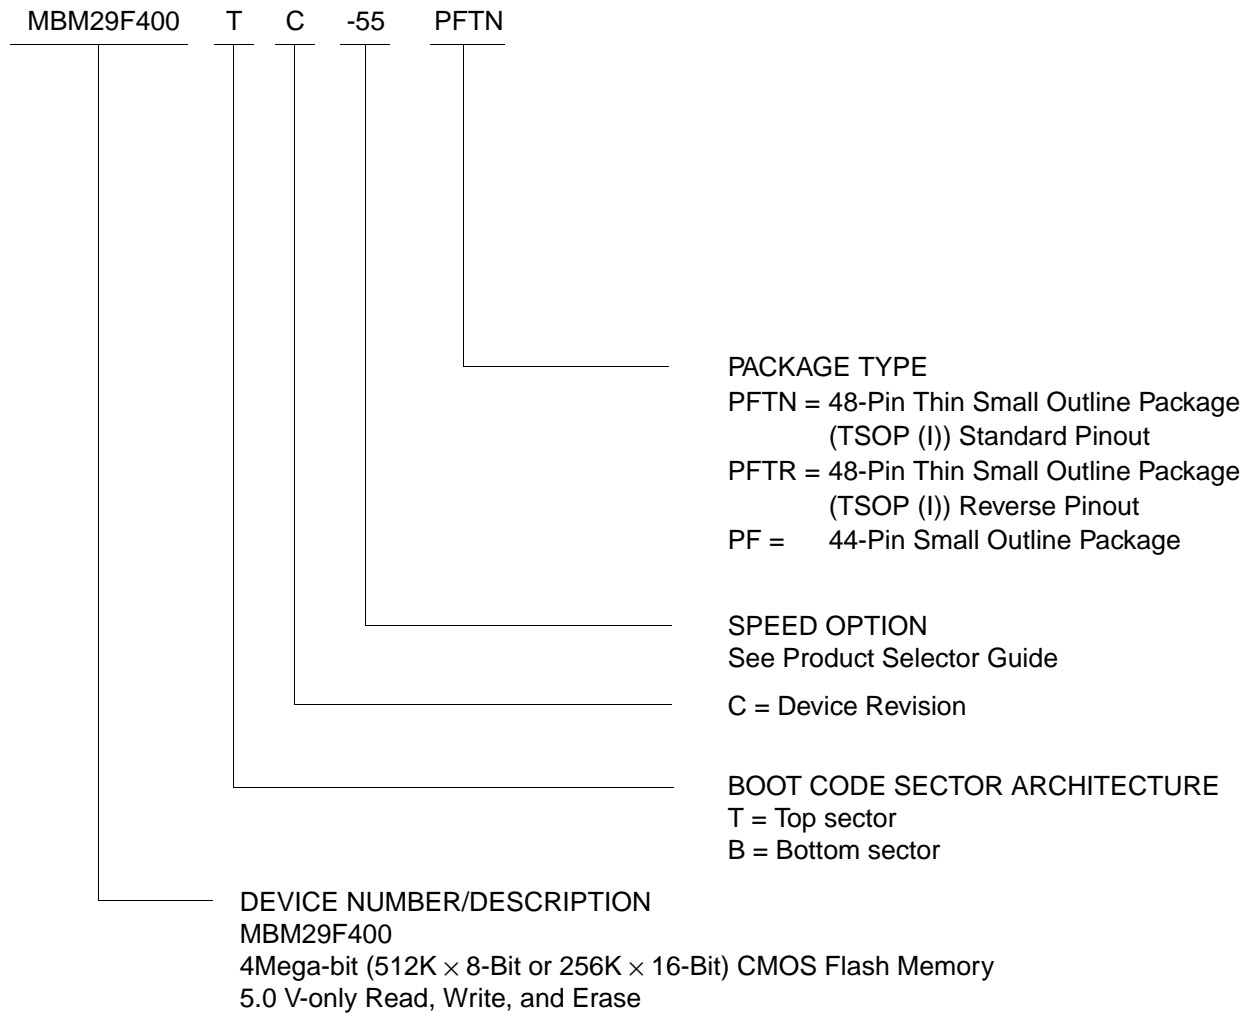 MBM29F400 T C -55 PFTN
PACKAGE TYPE
PFTN = 48-Pin Thin Small Outline Package
(TSOP (I)) Standard Pinout
PFTR = 48-Pin Thin Small Outline Package
(TSOP (I)) Reverse Pinout
PF = 44-Pin Small Outline Package
SPEED OPTION
See Product Selector Guide
C = Device Revision
BOOT CODE SECTOR ARCHITECTURE
T = Top sector
B = Bottom sector
DEVICE NUMBER/DESCRIPTION
MBM29F400
4Mega-bit (512K × 8-Bit or 256K × 16-Bit) CMOS Flash Memory
5.0 V-only Read, Write, and Erase